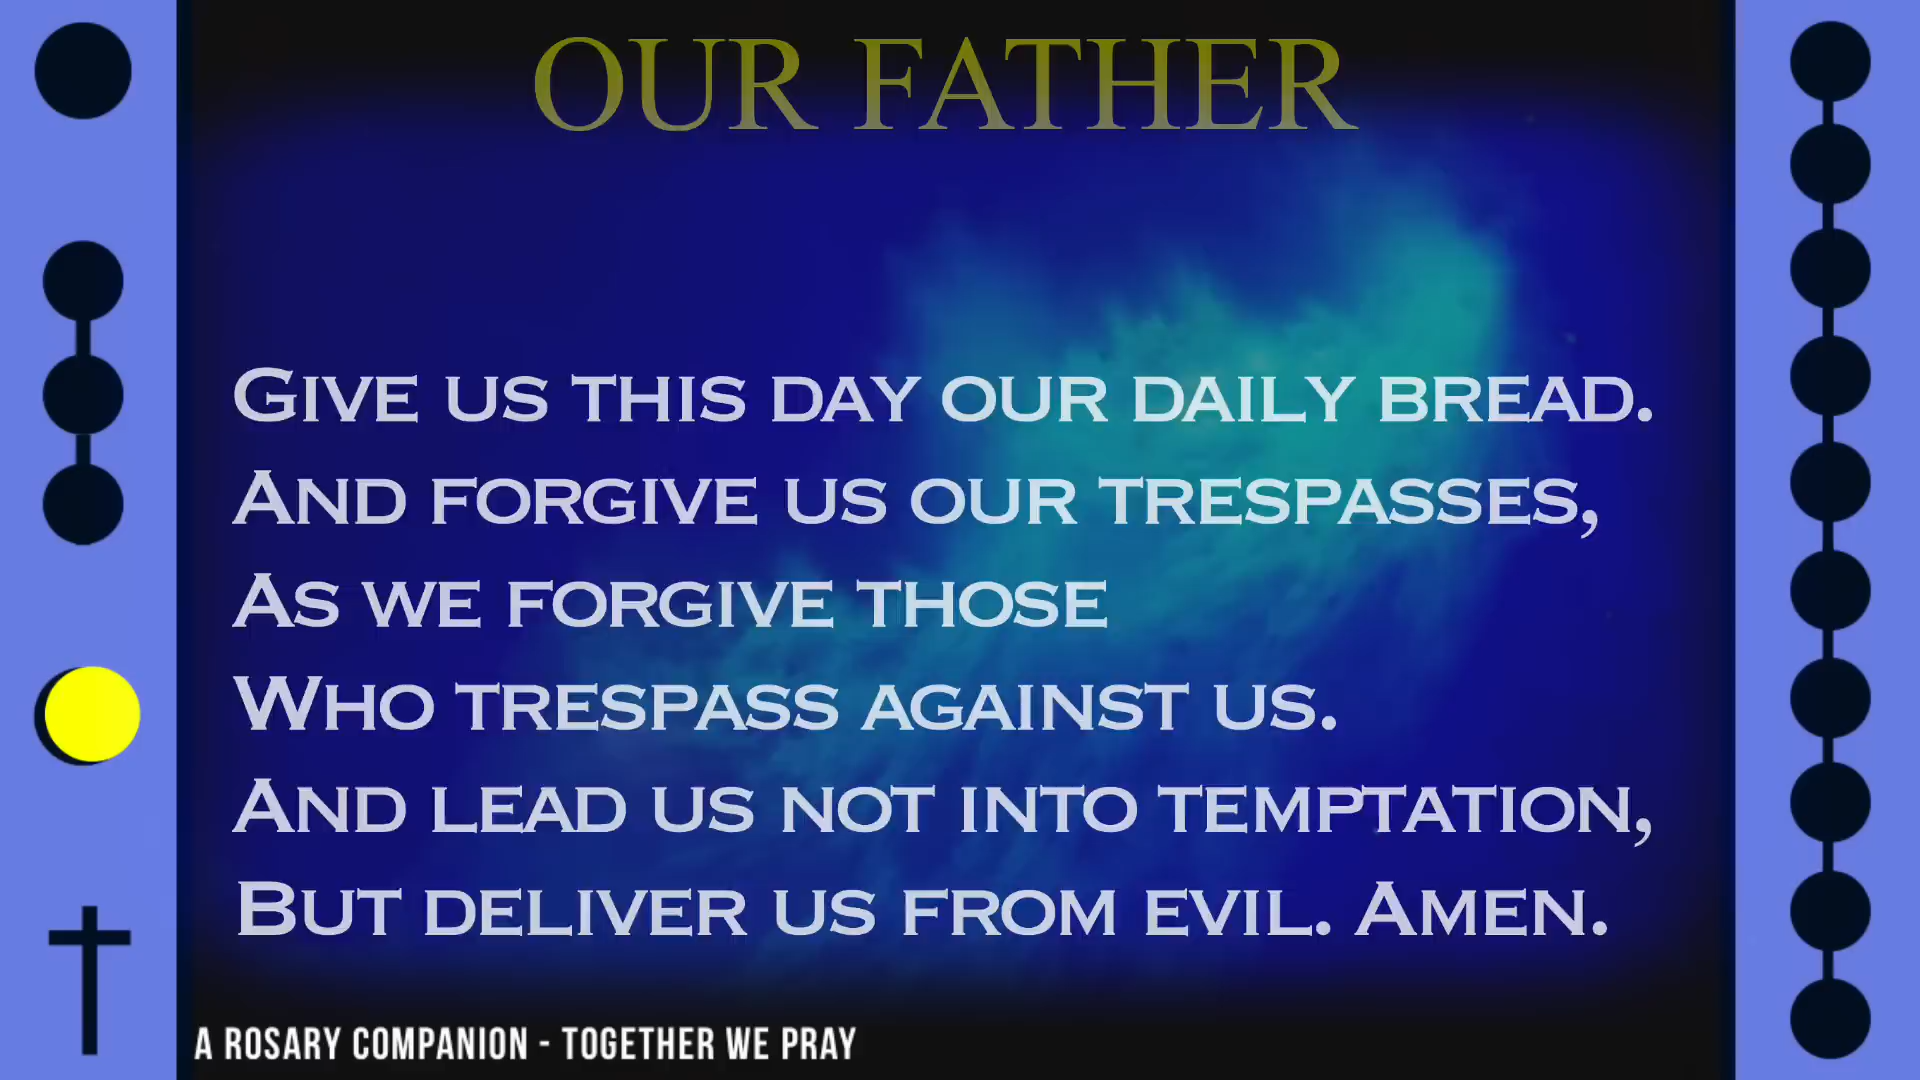 OUR FATHER
Give us this day our daily bread.
And forgive us our trespasses,
As we forgive those
Who trespass against us.
And lead us not into temptation,
But deliver us from evil. Amen.
A ROSARY COMPANION - TOGETHER WE PRAY